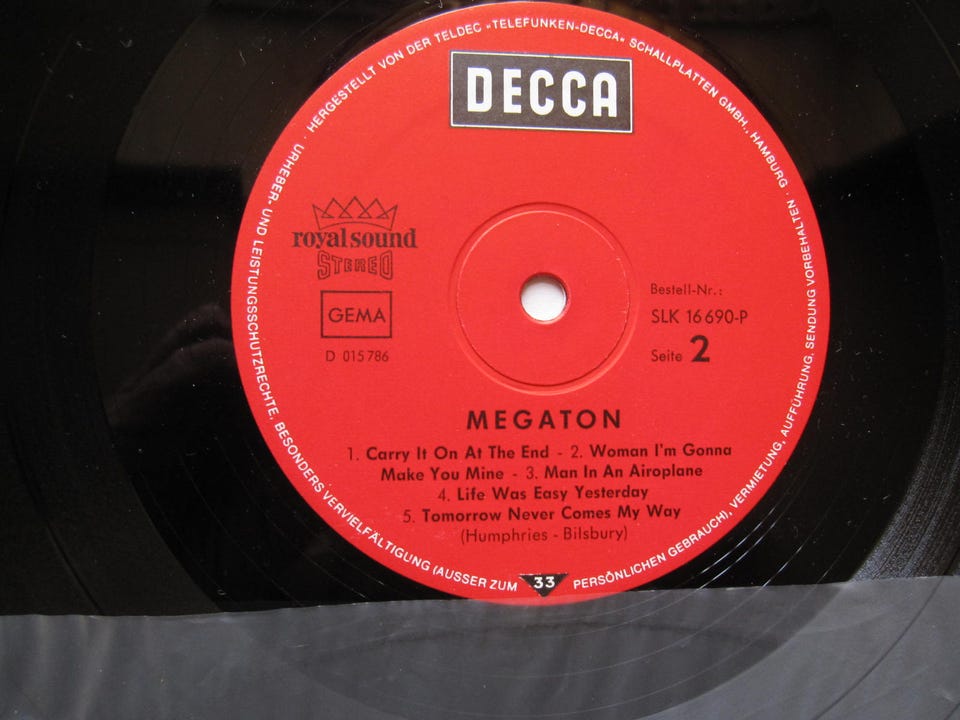 HERGESTELLT VON DER TELDEC »TELEFUNKEN-DECCA« SCHALLPLATTEN GMBH., HAMBURG ·
URHEBER- UND LEISTUNGSSCHUTZRECHTE, BESONDERS VERVIELFÄLTIGUNG (AUSSER ZUM
PERSÖNLICHEN GEBRAUCH), VERMIETUNG, AUFFÜHRUNG, SENDUNG VORBEHALTEN ·
DECCA
royal sound
STEREO
GEMA
D 015786
Bestell-Nr.:
SLK 16 690-P
Seite 2
MEGATON
1. Carry It On At The End - 2. Woman I'm Gonna
Make You Mine - 3. Man In An Airoplane
4. Life Was Easy Yesterday
5. Tomorrow Never Comes My Way
(Humphries - Bilsbury)
33